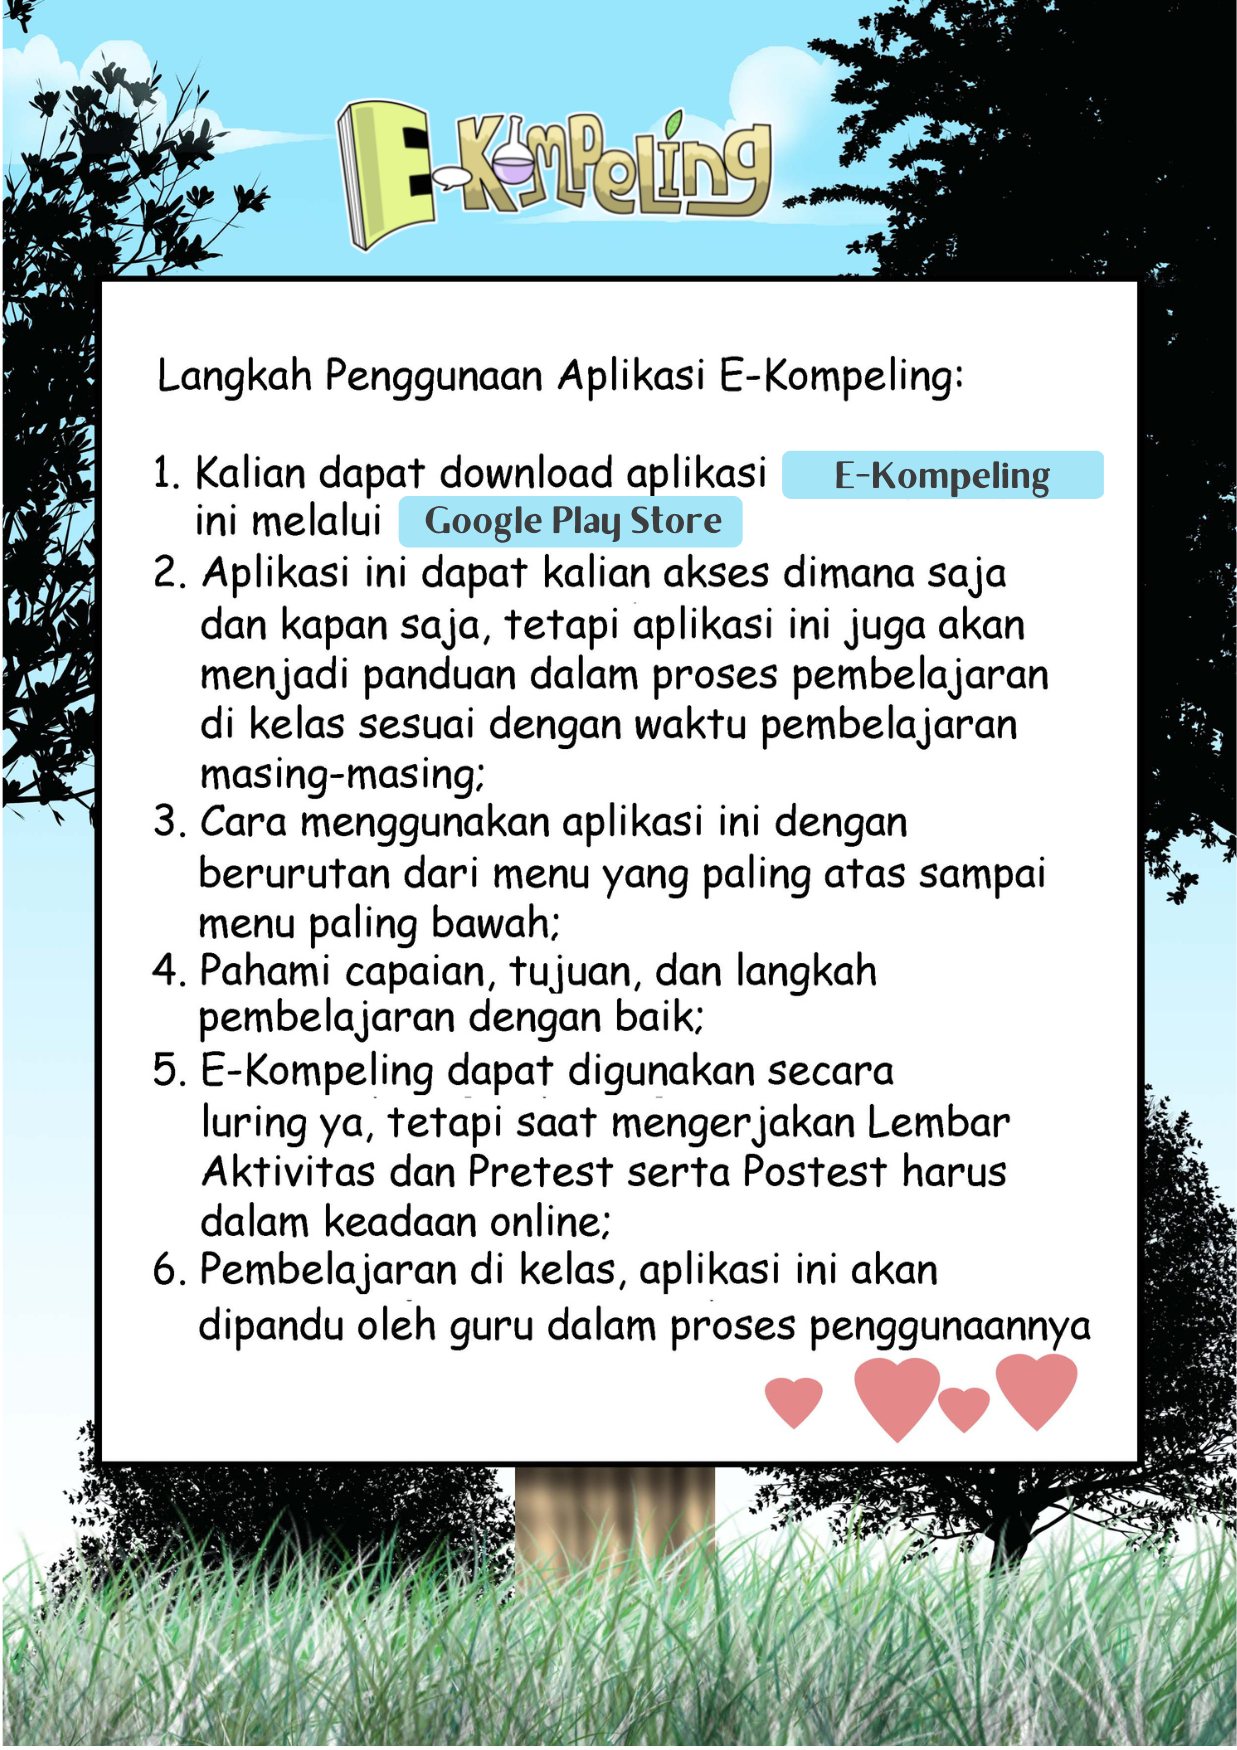 E-Kompeling
Langkah Penggunaan Aplikasi E-Kompeling:
1. Kalian dapat download aplikasi E-Kompeling
ini melalui Google Play Store
2. Aplikasi ini dapat kalian akses dimana saja
dan kapan saja, tetapi aplikasi ini juga akan
menjadi panduan dalam proses pembelajaran
di kelas sesuai dengan waktu pembelajaran
masing-masing;
3. Cara menggunakan aplikasi ini dengan
berurutan dari menu yang paling atas sampai
menu paling bawah;
4. Pahami capaian, tujuan, dan langkah
pembelajaran dengan baik;
5. E-Kompeling dapat digunakan secara
luring ya, tetapi saat mengerjakan Lembar
Aktivitas dan Pretest serta Postest harus
dalam keadaan online;
6. Pembelajaran di kelas, aplikasi ini akan
dipandu oleh guru dalam proses penggunaannya